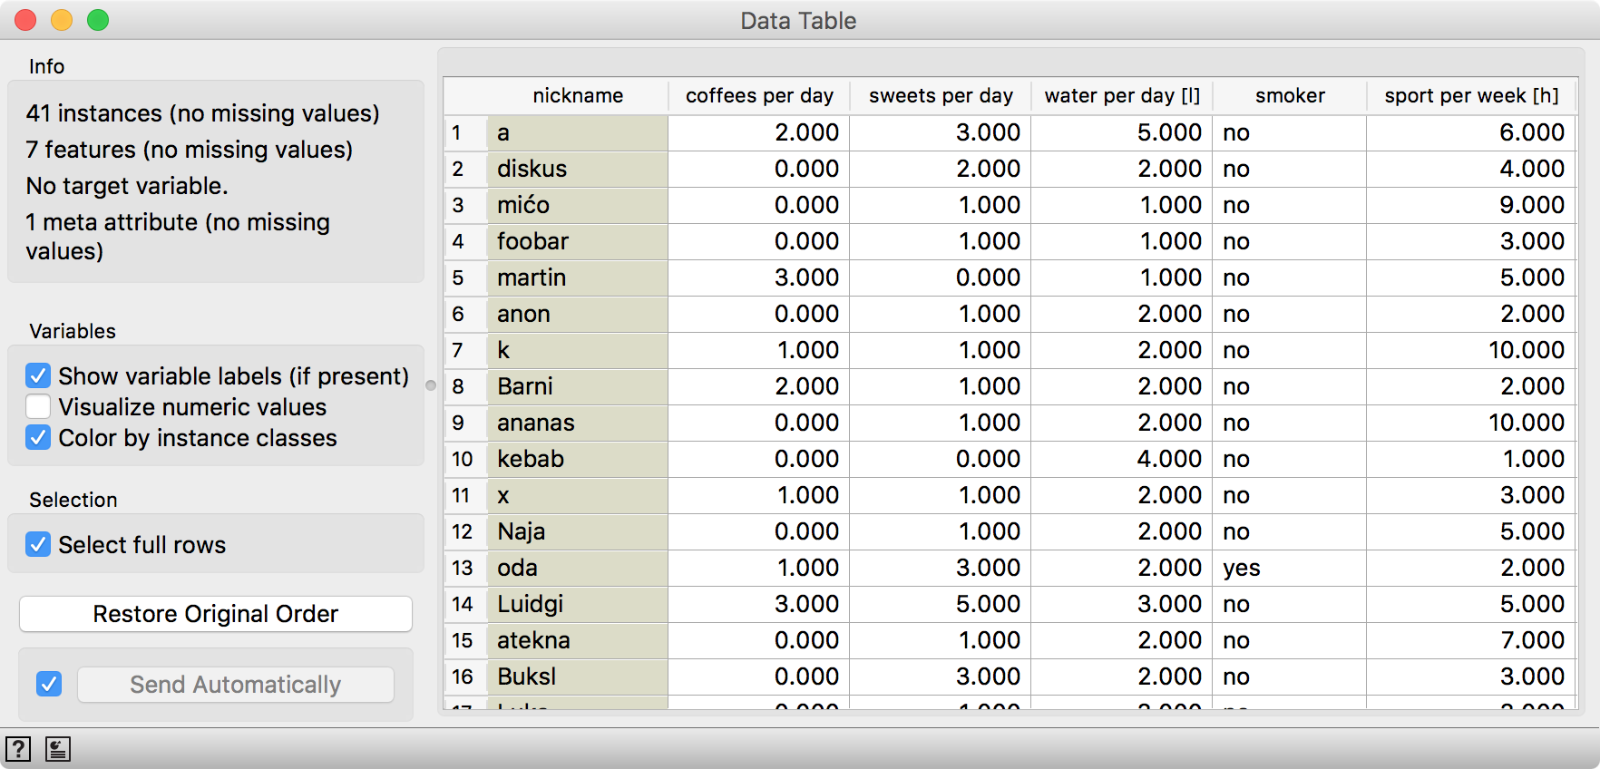 Data Table
Info
41 instances (no missing values)
7 features (no missing values)
No target variable.
1 meta attribute (no missing
values)
Variables
Show variable labels (if present)
Visualize numeric values
Color by instance classes
Selection
Select full rows
Restore Original Order
Send Automatically
nickname coffees per day sweets per day water per day [l] smoker sport per week [h]
1 a 2.000 3.000 5.000 no 6.000
2 diskus 0.000 2.000 2.000 no 4.000
3 mićo 0.000 1.000 1.000 no 9.000
4 foobar 0.000 1.000 1.000 no 3.000
5 martin 3.000 0.000 1.000 no 5.000
6 anon 0.000 1.000 2.000 no 2.000
7 k 1.000 1.000 2.000 no 10.000
8 Barni 2.000 1.000 2.000 no 2.000
9 ananas 0.000 1.000 2.000 no 10.000
10 kebab 0.000 0.000 4.000 no 1.000
11 x 1.000 1.000 2.000 no 3.000
12 Naja 0.000 1.000 2.000 no 5.000
13 oda 1.000 3.000 2.000 yes 2.000
14 Luidgi 3.000 5.000 3.000 no 5.000
15 atekna 0.000 1.000 2.000 no 7.000
16 Buksl 0.000 3.000 2.000 no 3.000
?